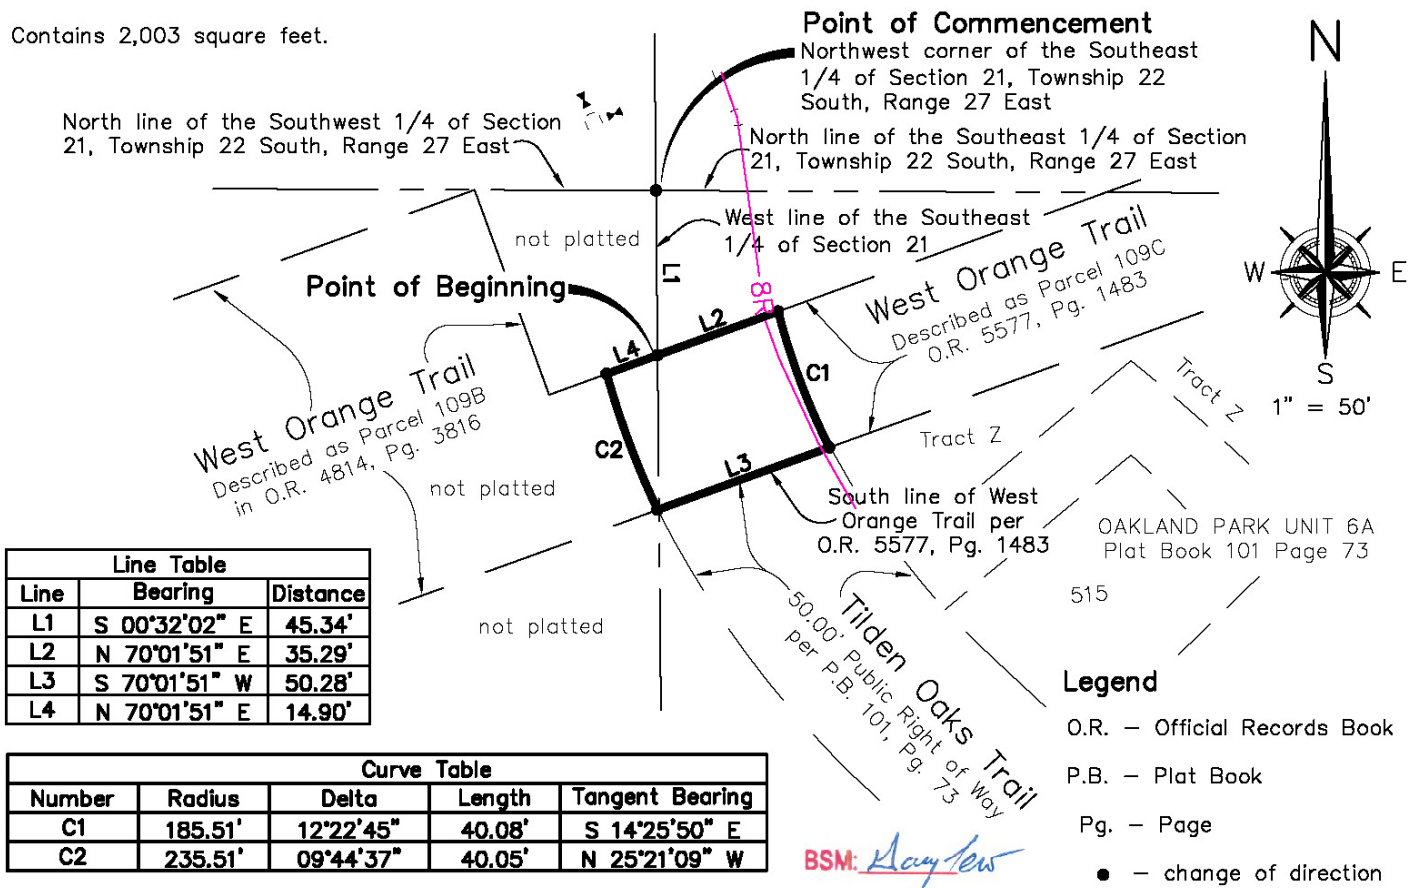 Contains 2,003 square feet.
Point of Commencement
Northwest corner of the Southeast
1/4 of Section 21, Township 22
South, Range 27 East
N
W
E
S
1" = 50'
North line of the Southwest 1/4 of Section
21, Township 22 South, Range 27 East
North line of the Southeast 1/4 of Section
21, Township 22 South, Range 27 East
not platted
West line of the Southeast
1/4 of Section 21
L1
Point of Beginning
8R
L2
L4
C1
C2
L3
West Orange Trail
Described as Parcel 109C
O.R. 5577, Pg. 1483
West Orange Trail
Described as Parcel 109B
in O.R. 4814, Pg. 3816
Tract Z
Tract Z
not platted
South line of West
Orange Trail per
O.R. 5577, Pg. 1483
OAKLAND PARK UNIT 6A
Plat Book 101 Page 73
515
not platted
Tilden Oaks Trail
50.00' Public Right of Way
per P.B. 101, Pg. 73
Line Table
Line Bearing Distance
L1 S 00°32'02" E 45.34'
L2 N 70°01'51" E 35.29'
L3 S 70°01'51" W 50.28'
L4 N 70°01'51" E 14.90'
Curve Table
Number Radius Delta Length Tangent Bearing
C1 185.51' 12°22'45" 40.08' S 14°25'50" E
C2 235.51' 09°44'37" 40.05' N 25°21'09" W
Legend
O.R. – Official Records Book
P.B. – Plat Book
Pg. – Page
● – change of direction
BSM: